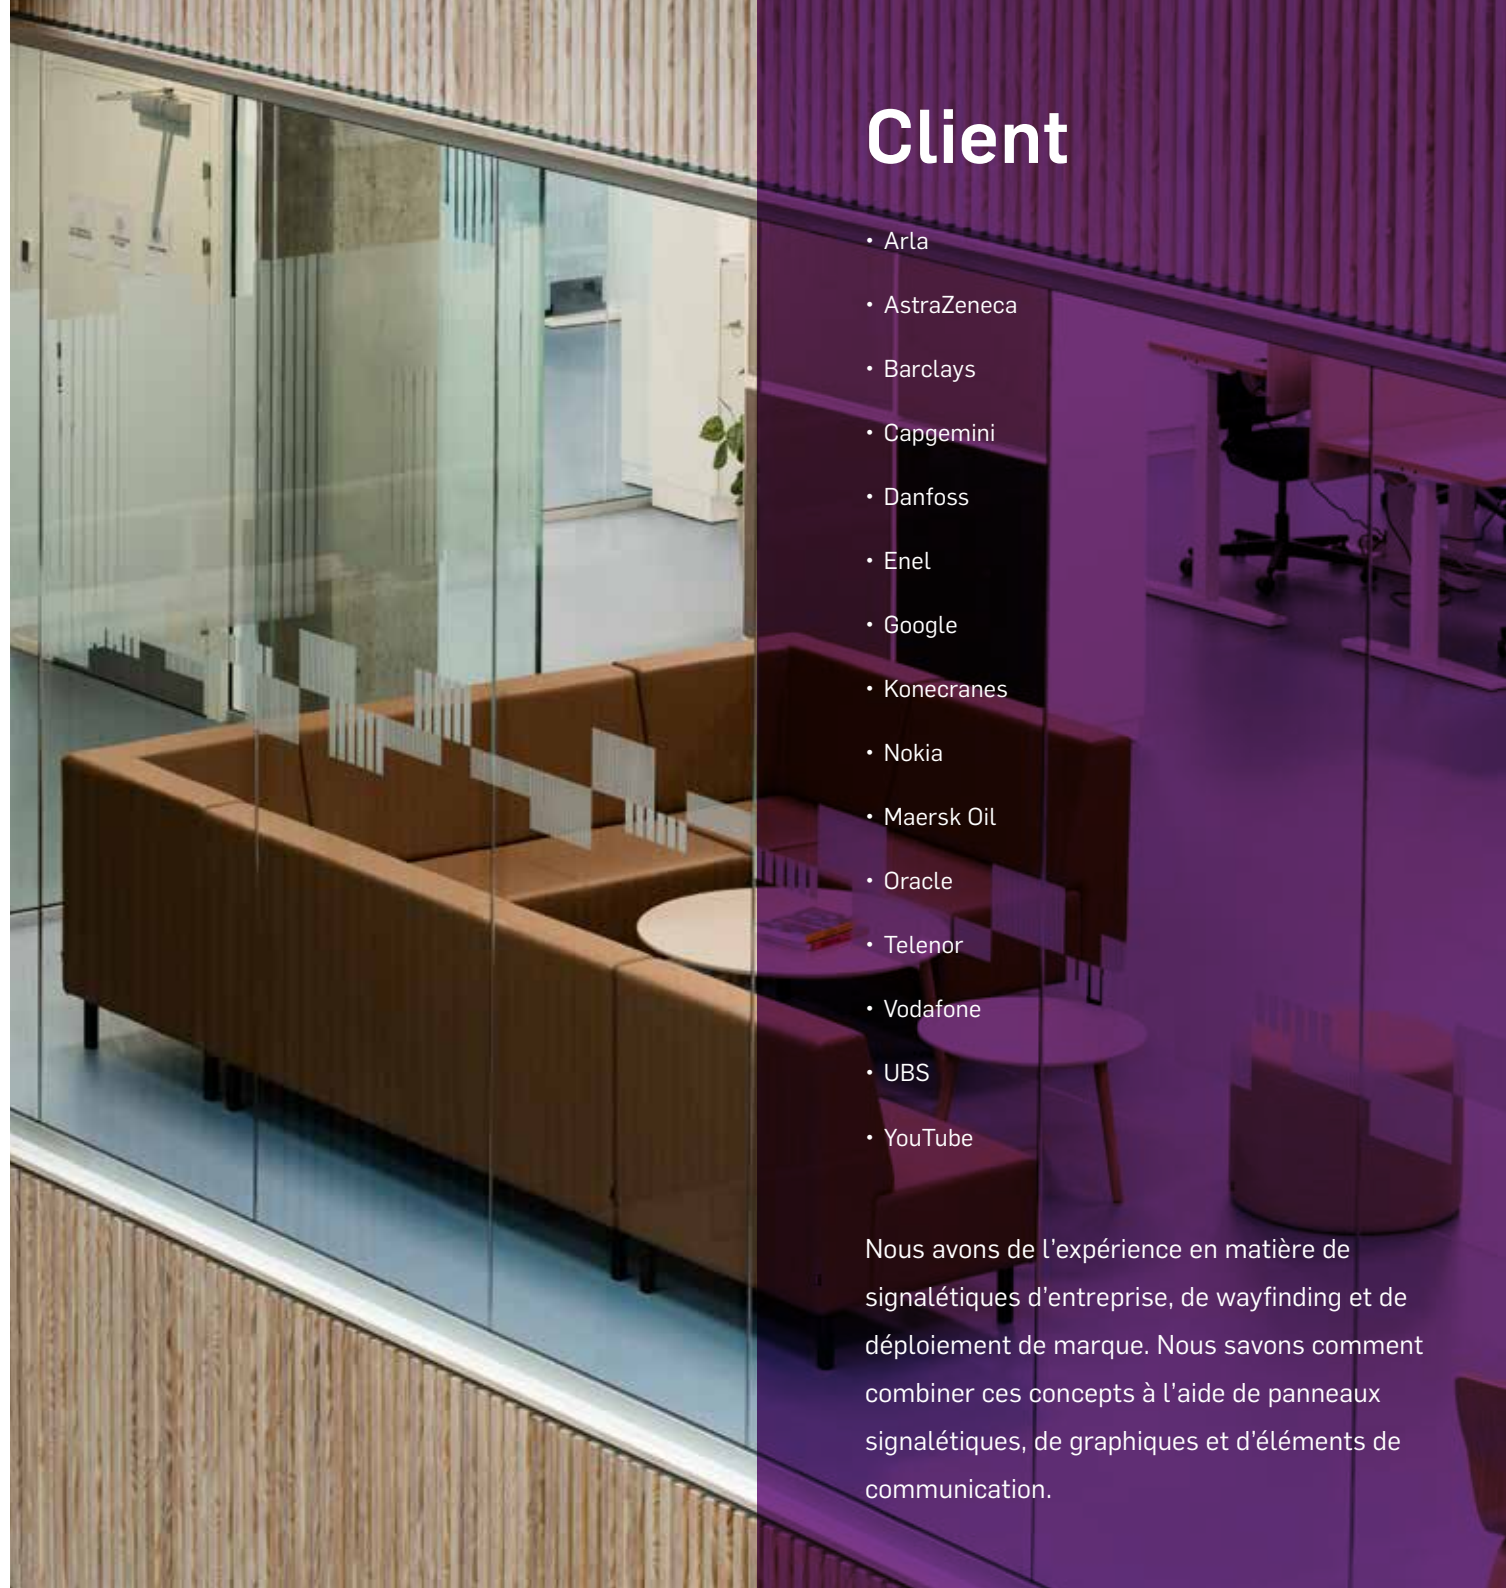 Client
• Arla
• AstraZeneca
• Barclays
• Capgemini
• Danfoss
• Enel
• Google
• Konecranes
• Nokia
• Maersk Oil
• Oracle
• Telenor
• Vodafone
• UBS
• YouTube
Nous avons de l’expérience en matière de
signalétiques d’entreprise, de wayfinding et de
déploiement de marque. Nous savons comment
combiner ces concepts à l’aide de panneaux
signalétiques, de graphiques et d’éléments de
communication.